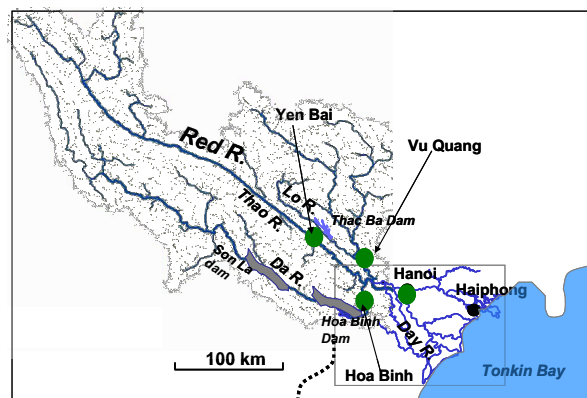 Yen Bai
Red R.
Vu Quang
Lo R.
Thao R.
Thac Ba Dam
Son La
dam
Da R.
Hanoi
Haiphong
Hoa Binh
Dam
Day R
100 km
Hoa Binh
Tonkin Bay